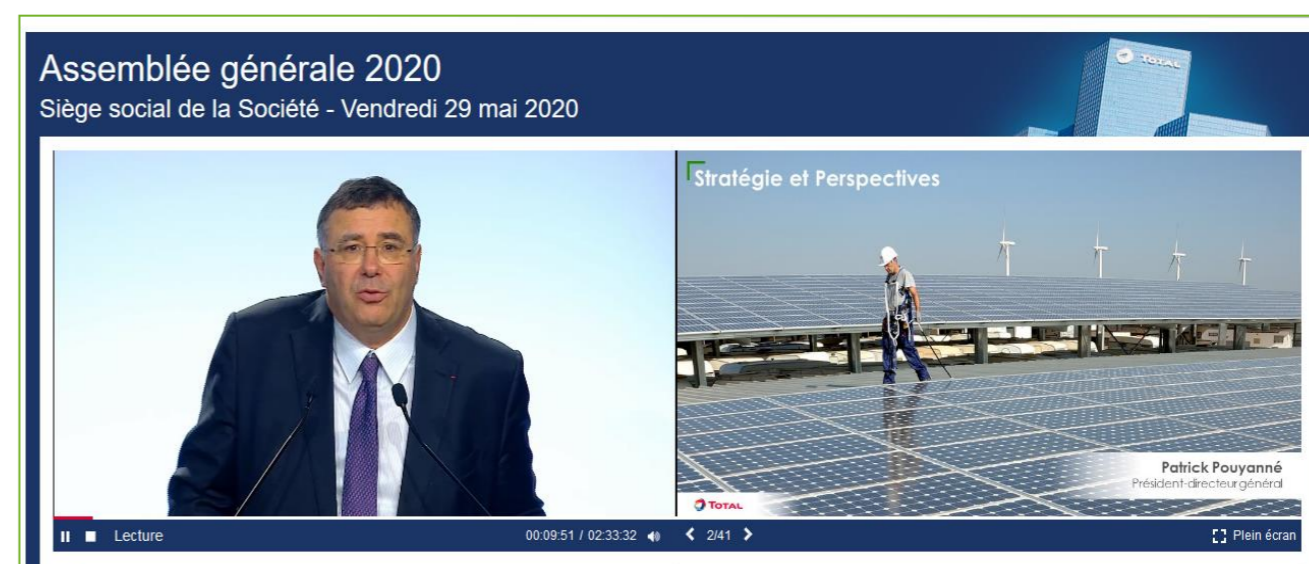 Assemblée générale 2020
Siège social de la Société - Vendredi 29 mai 2020
TOTAL
Stratégie et Perspectives
Patrick Pouyanné
Président-directeur général
TOTAL
Lecture
00:09:51 / 02:33:32
2/41
Plein écran